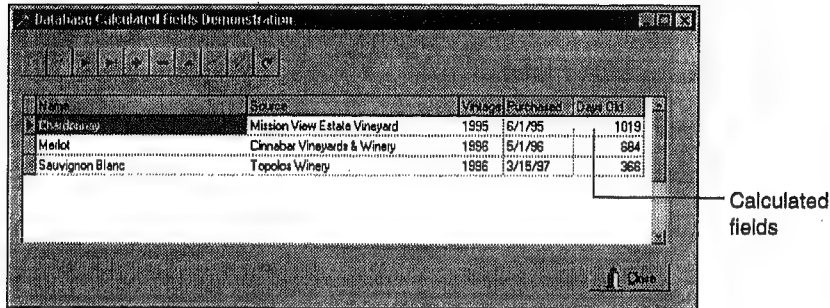 Database Calculated Fields Demonstration
Name Source Vintage Purchased Days Old
Chardonnay Mission View Estate Vineyard 1995 6/1/95 1019
Merlot Cinnabar Vineyards & Winery 1996 5/1/96 684
Sauvignon Blanc Topolos Winery 1996 3/15/97 366
Calculated
fields
Close